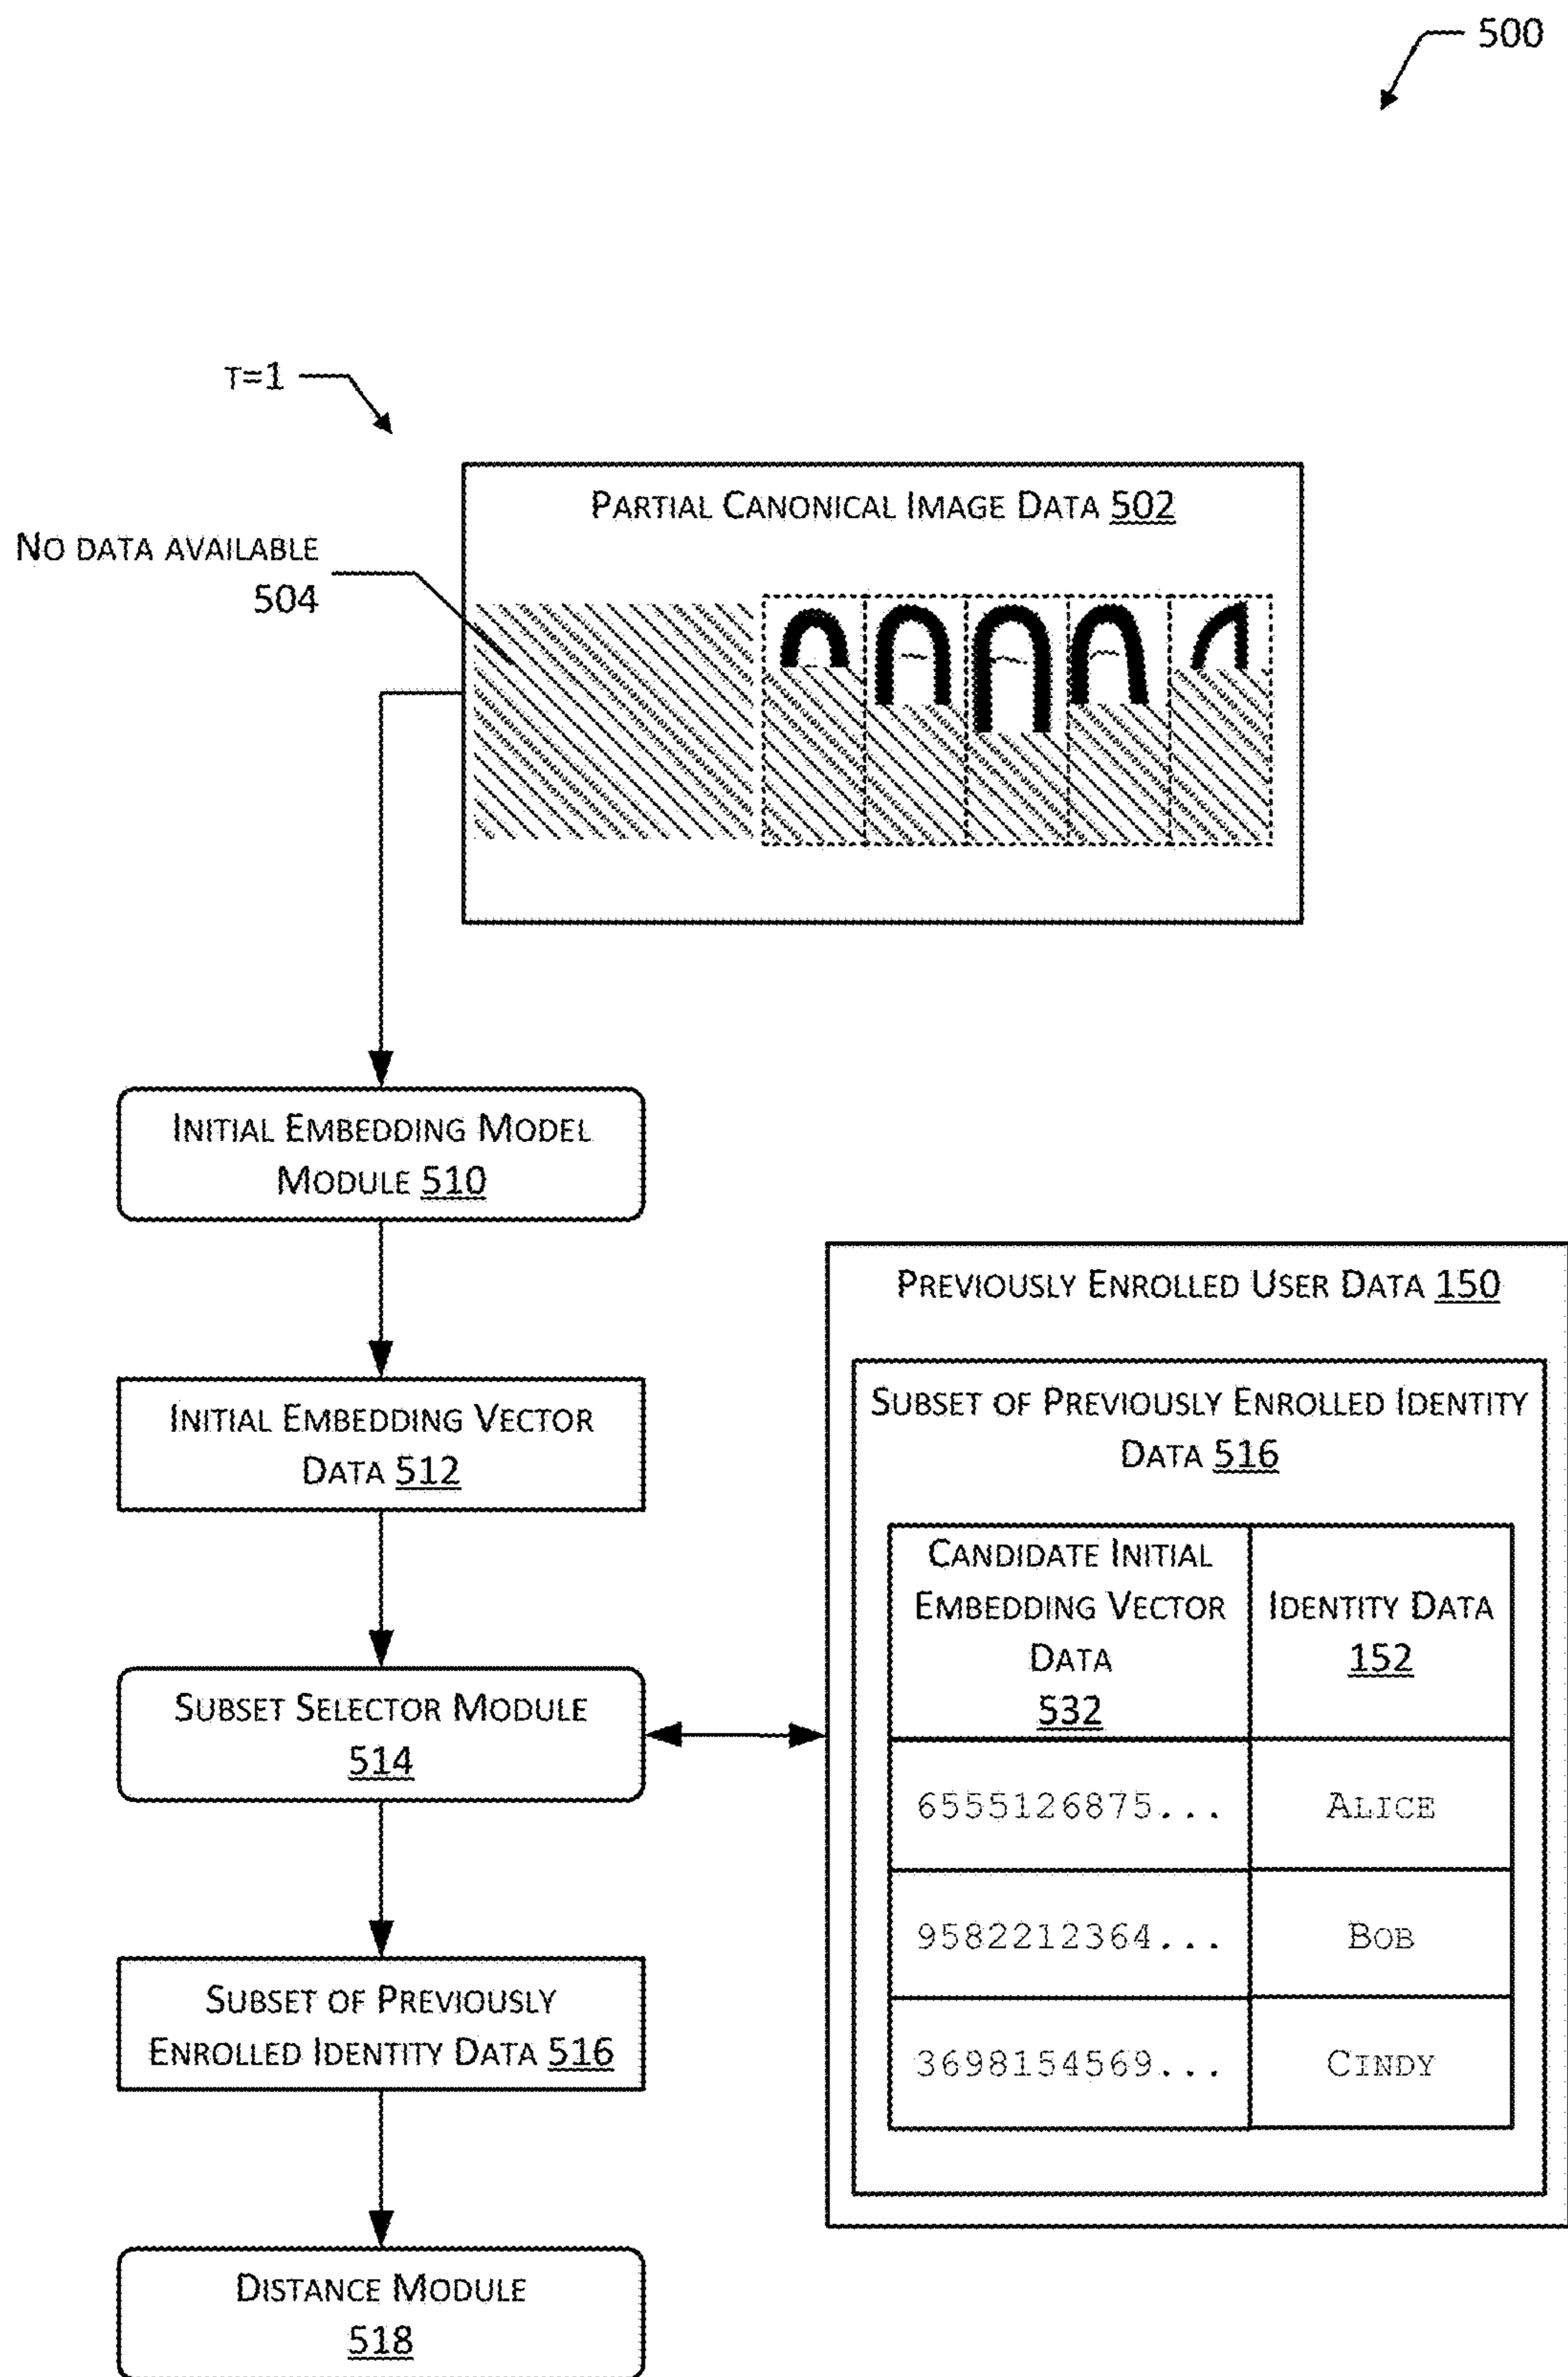 500
T=1
PARTIAL CANONICAL IMAGE DATA 502
NO DATA AVAILABLE
504
INITIAL EMBEDDING MODEL
MODULE 510
INITIAL EMBEDDING VECTOR
DATA 512
SUBSET SELECTOR MODULE
514
SUBSET OF PREVIOUSLY
ENROLLED IDENTITY DATA 516
DISTANCE MODULE
518
PREVIOUSLY ENROLLED USER DATA 150
SUBSET OF PREVIOUSLY ENROLLED IDENTITY
DATA 516
CANDIDATE INITIAL
EMBEDDING VECTOR
DATA
532
IDENTITY DATA
152
6555126875... ALICE
9582212364... BOB
3698154569... CINDY